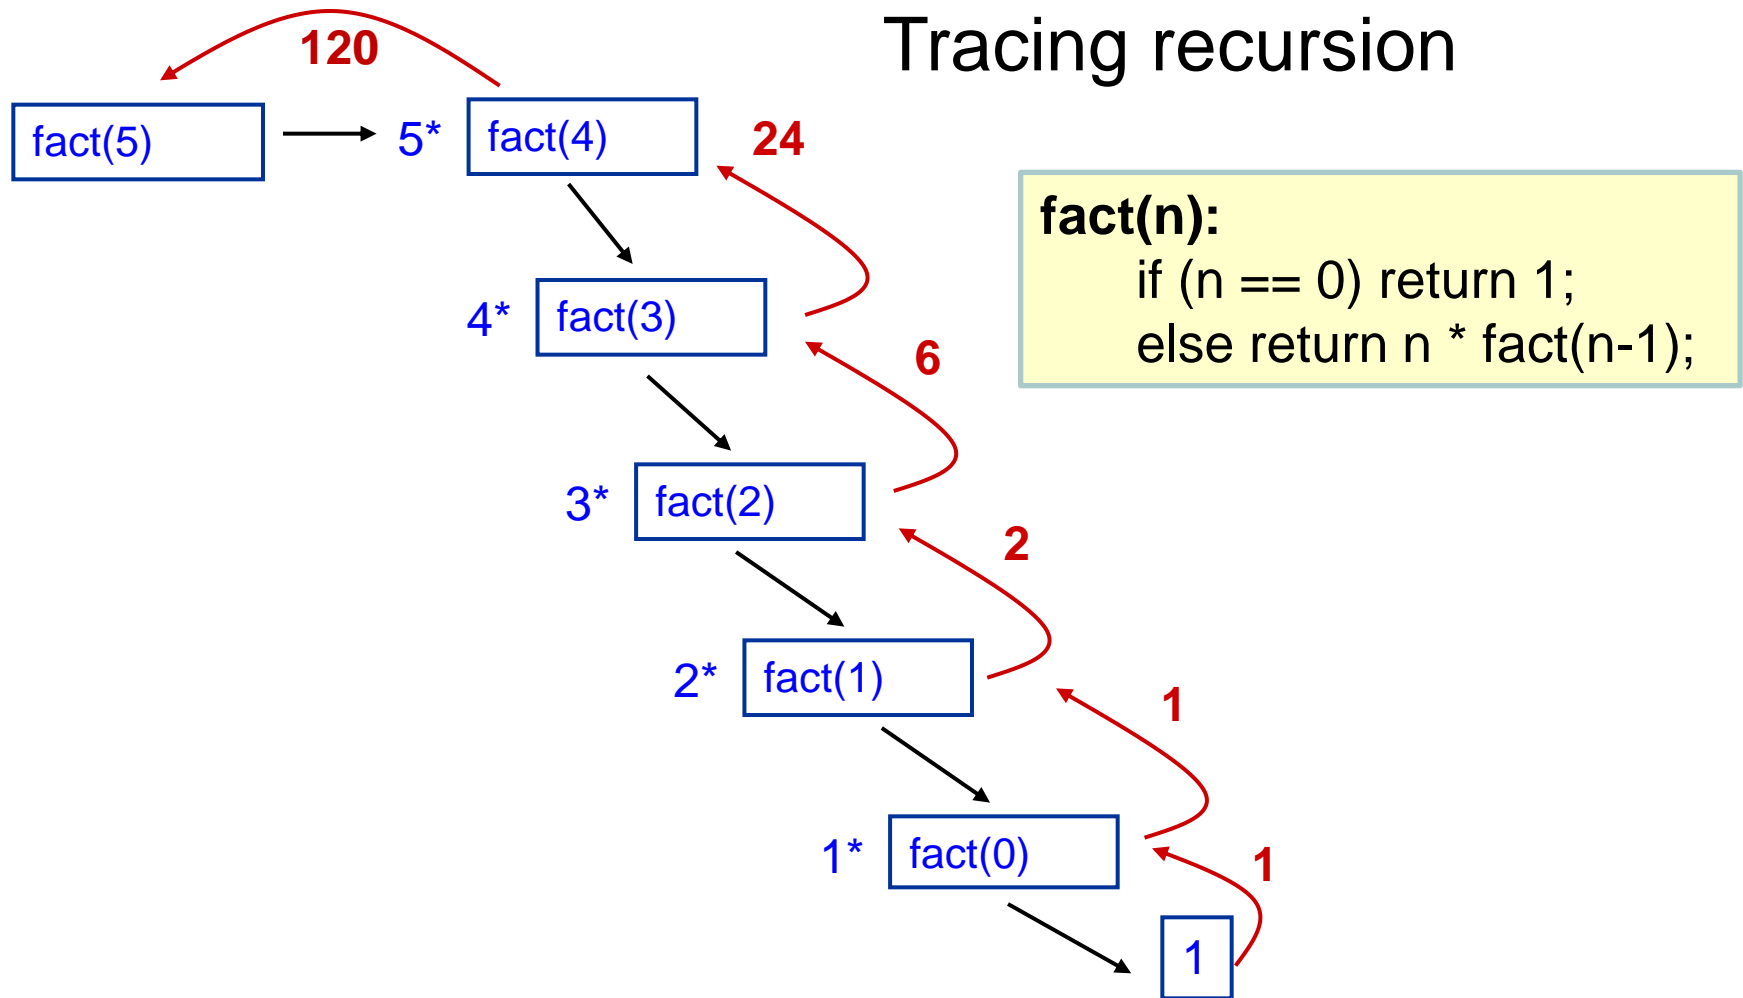 Tracing recursion
120
fact(5)
5* fact(4)
24
fact(n):
if (n == 0) return 1;
else return n * fact(n-1);
4* fact(3)
6
3* fact(2)
2
2* fact(1)
1
1* fact(0)
1
1